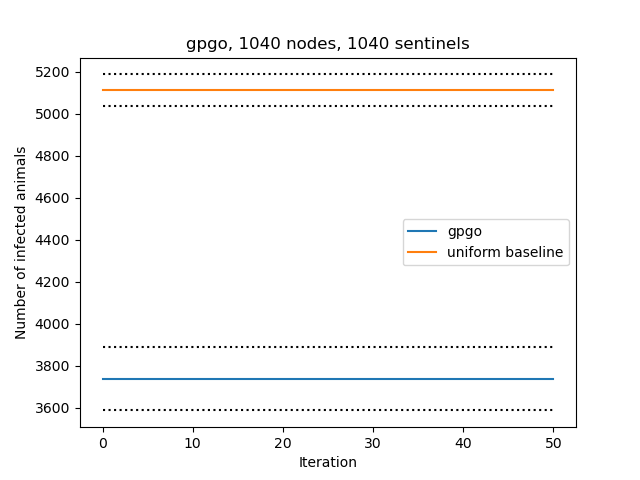 gpgo, 1040 nodes, 1040 sentinels
Number of infected animals
5200
5000
4800
4600
4400
4200
4000
3800
3600
gpgo
uniform baseline
0 10 20 30 40 50
Iteration